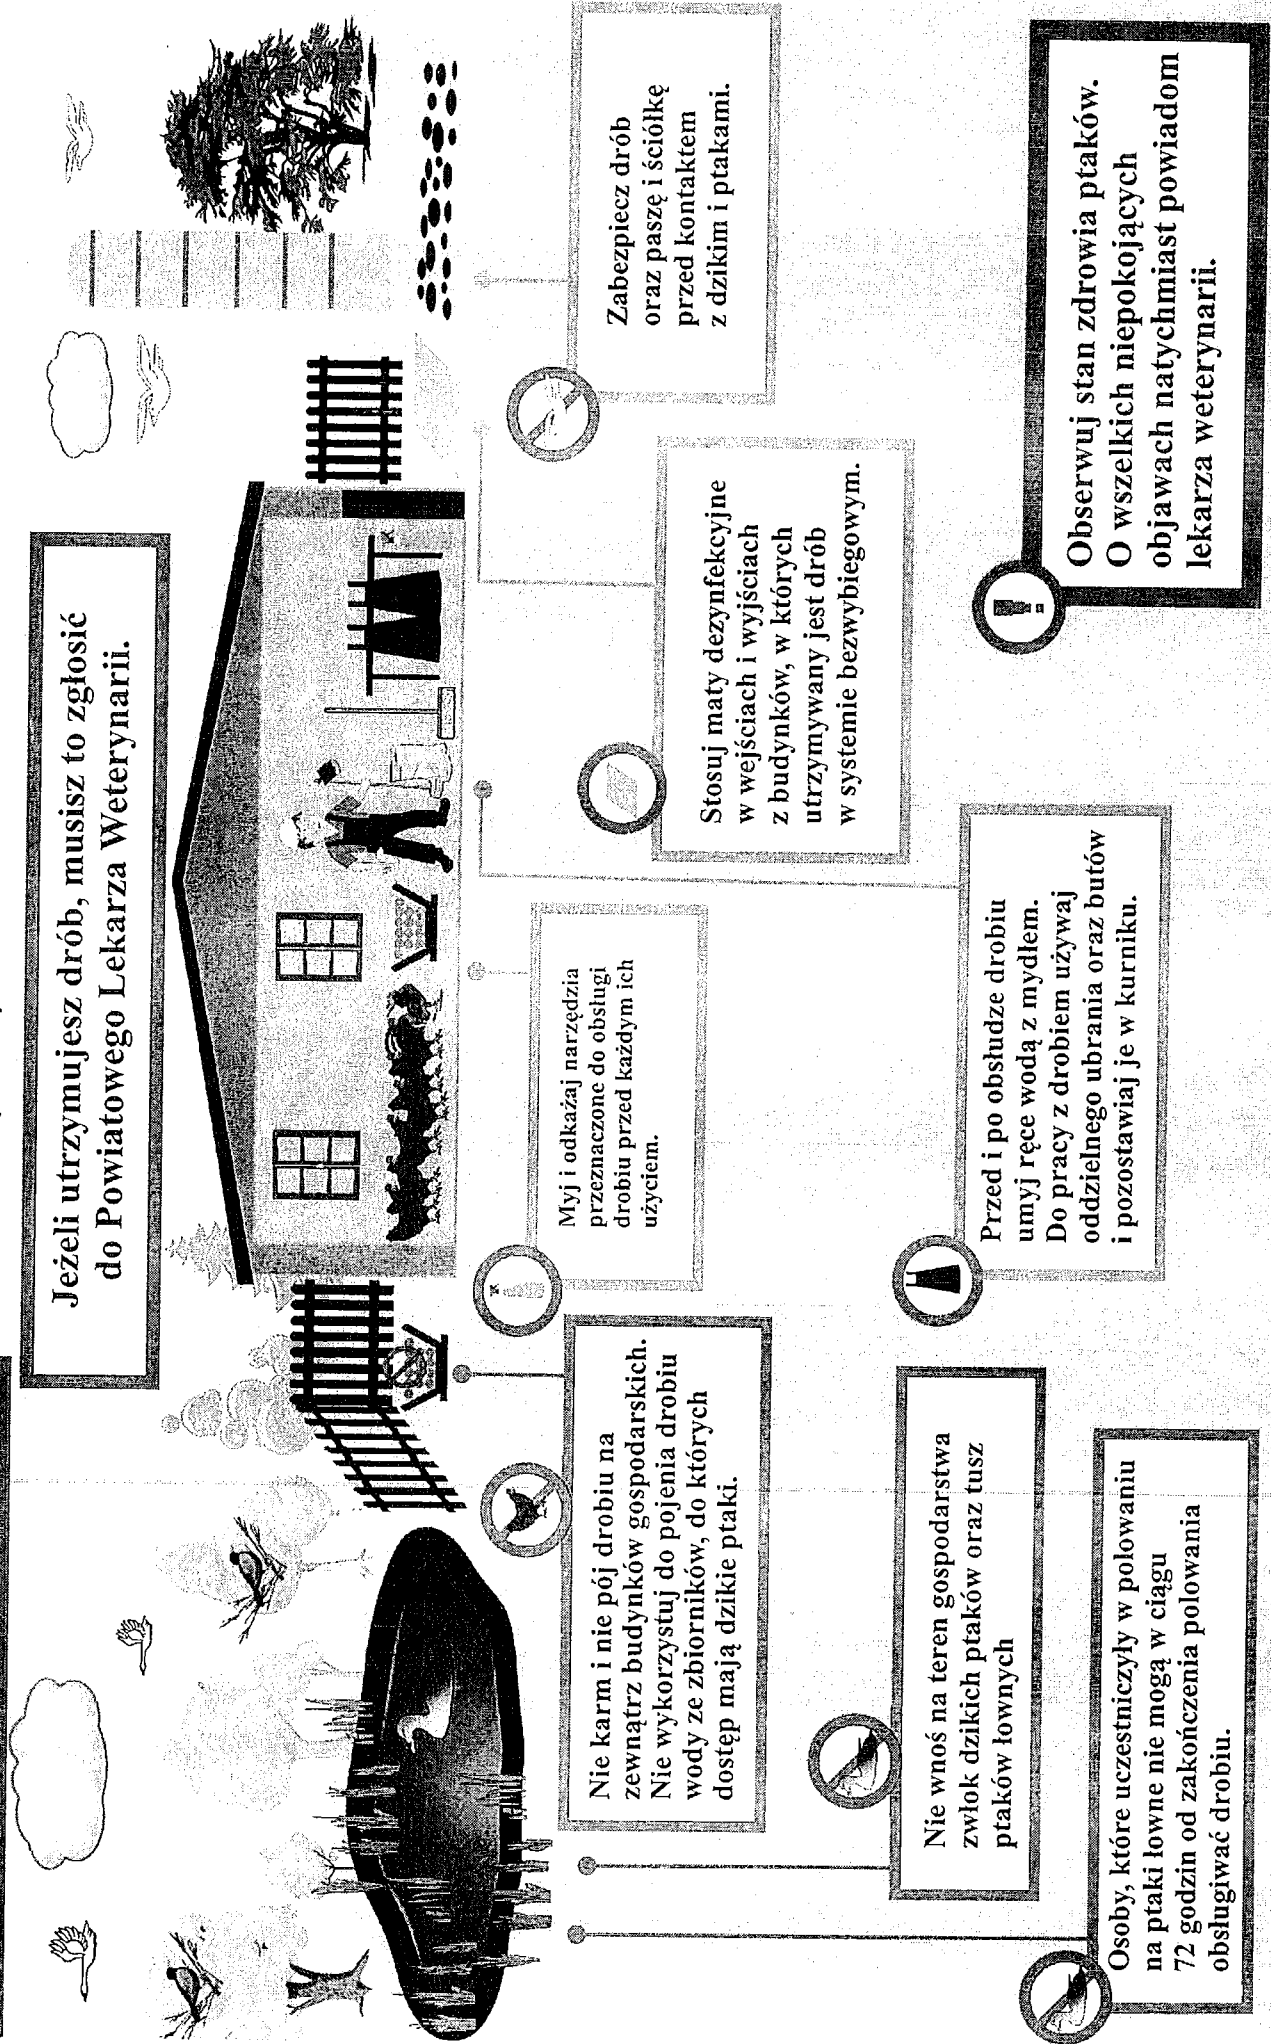 Jeżeli utrzymujesz drób, musisz to zgłosić
do Powiatowego Lekarza Weterynarii.
Nie karm i nie pój drobiu na
zewnątrz budynków gospodarskich.
Nie wykorzystuj do pojenia drobiu
wody ze zbiorników, do których
dostęp mają dzikie ptaki.
Myj i odkażaj narzędzia
przeznaczone do obsługi
drobiu przed każdym ich
użyciem.
Stosuj maty dezynfekcyjne
w wejściach i wyjściach
z budynków, w których
utrzymywany jest drób
w systemie bezwybiegowym.
Zabezpiecz drób
oraz paszę i ściółkę
przed kontaktem
z dzikim i ptakami.
Nie wnoś na teren gospodarstwa
zwłok dzikich ptaków oraz tusz
ptaków łownych
Przed i po obsłudze drobiu
umyj ręce wodą z mydłem.
Do pracy z drobiem używaj
oddzielnego ubrania oraz butów
i pozostawiaj je w kurniku.
Osoby, które uczestniczyły w polowaniu
na ptaki łowne nie mogą w ciągu
72 godzin od zakończenia polowania
obsługiwać drobiu.
Obserwuj stan zdrowia ptaków.
O wszelkich niepokojących
objawach natychmiast powiadom
lekarza weterynarii.